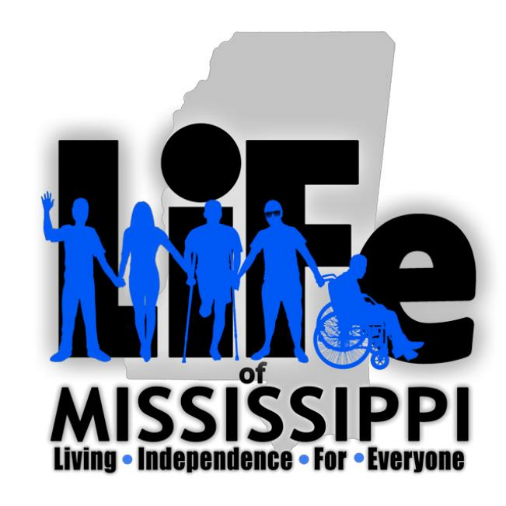 LiFe
of
MISSISSIPPI
Living • Independence • For • Everyone